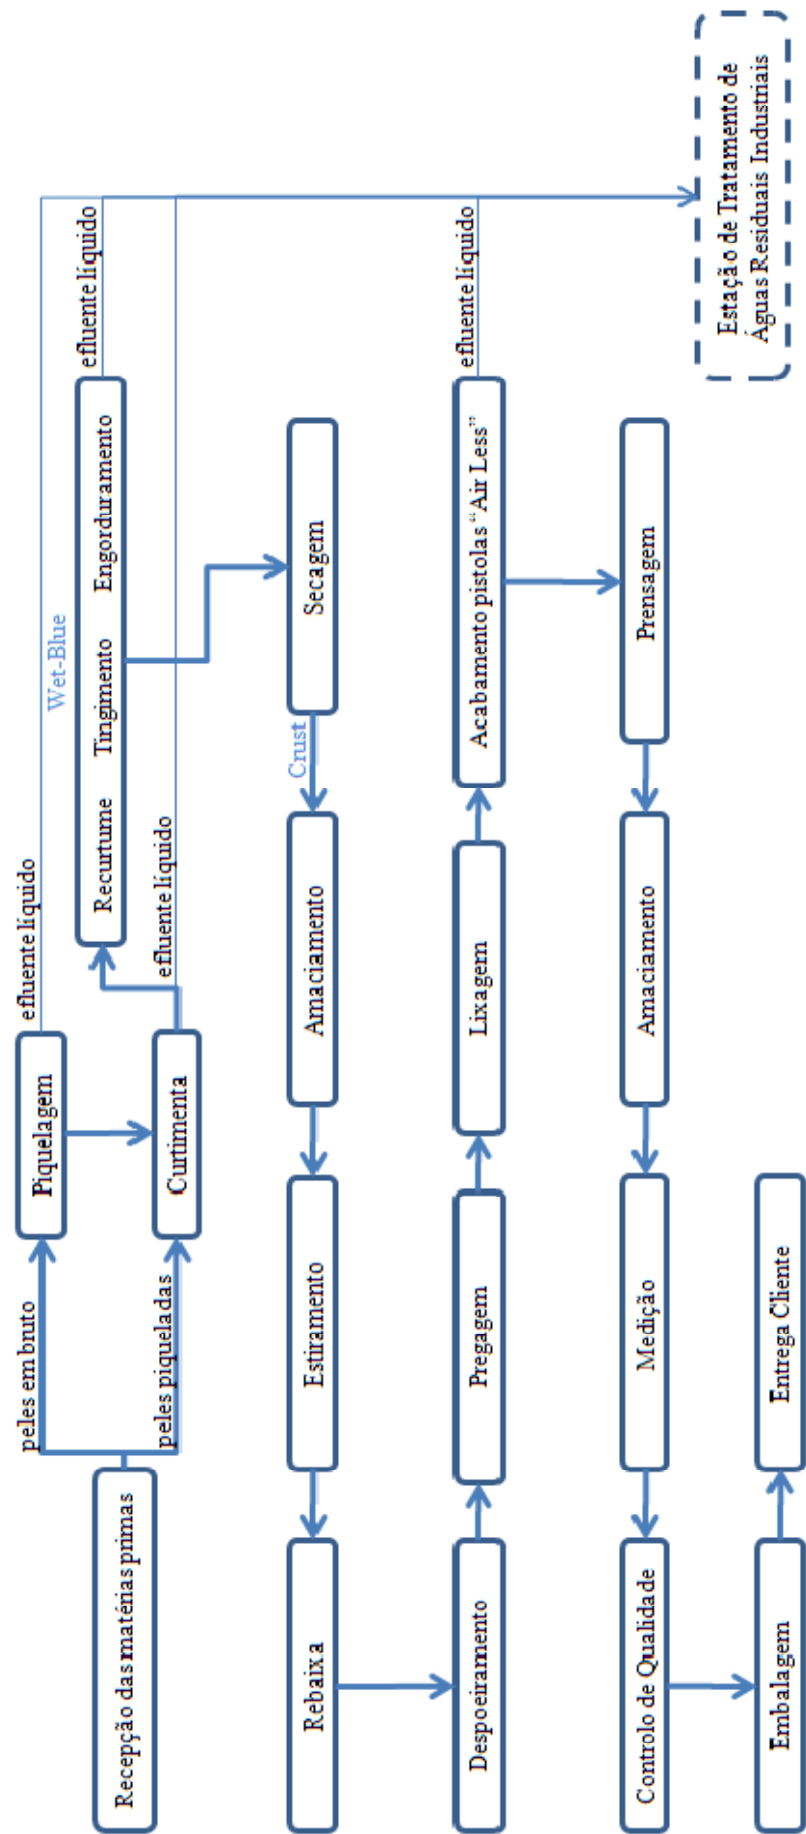 Recepção das matérias primas
peles em bruto
peles piqueladas
Piquelagem
Curtimenta
efluente líquido
efluente líquido
Wet-Blue
Recurtume Tingimento Engorduramento
efluente líquido
Secagem
Crust
Amaciamento
Estiramento
Rebaixa
Despoeiramento
Pregagem
Lixagem
Acabamento pistolas “Air Less”
efluente líquido
Prensagem
Amaciamento
Medição
Controlo de Qualidade
Embalagem
Entrega Cliente
Estação de Tratamento de
Águas Residuais Industriais